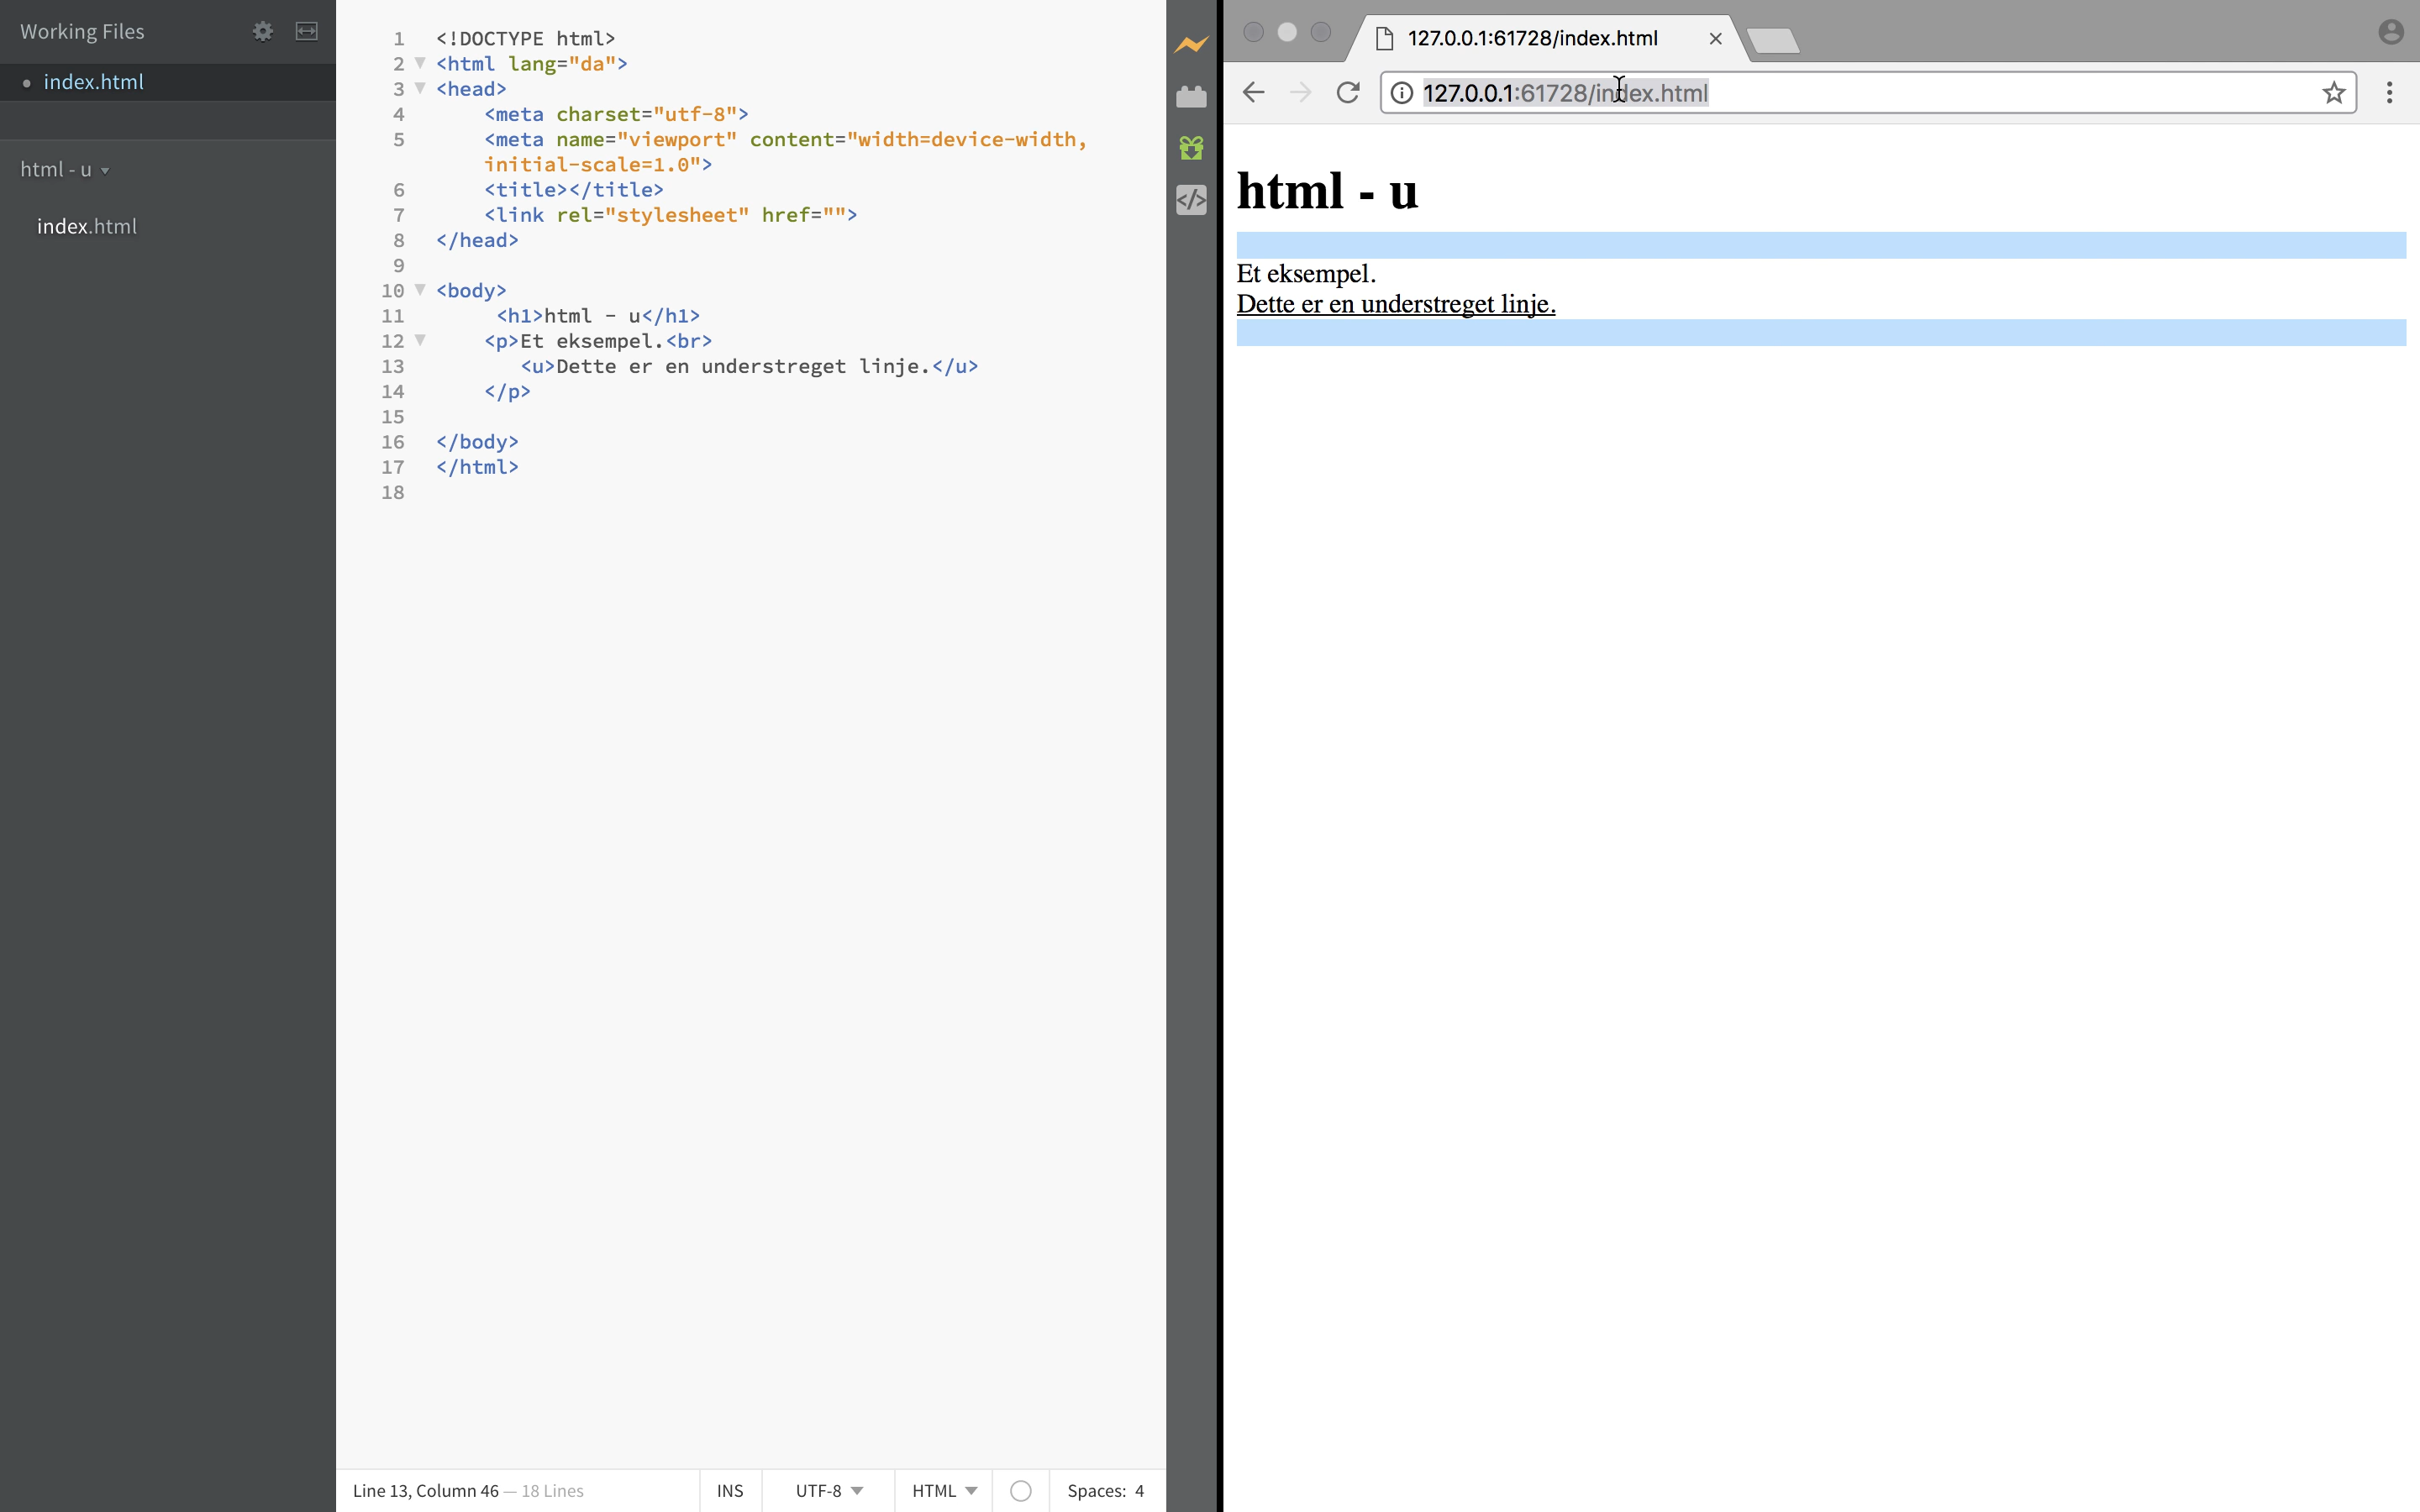 Working Files
index.html
html - u
index.html
1 <!DOCTYPE html>
2 <html lang="da">
3 <head>
4 <meta charset="utf-8">
5 <meta name="viewport" content="width=device-width,
initial-scale=1.0">
6 <title></title>
7 <link rel="stylesheet" href="">
8 </head>
9
10 <body>
11 <h1>html - u</h1>
12 <p>Et eksempel.<br>
13 <u>Dette er en understreget linje.</u>
14 </p>
15
16 </body>
17 </html>
18
Line 13, Column 46 — 18 Lines
INS
UTF-8
HTML
Spaces: 4
127.0.0.1:61728/index.html
127.0.0.1:61728/index.html
html - u
Et eksempel.
Dette er en understreget linje.